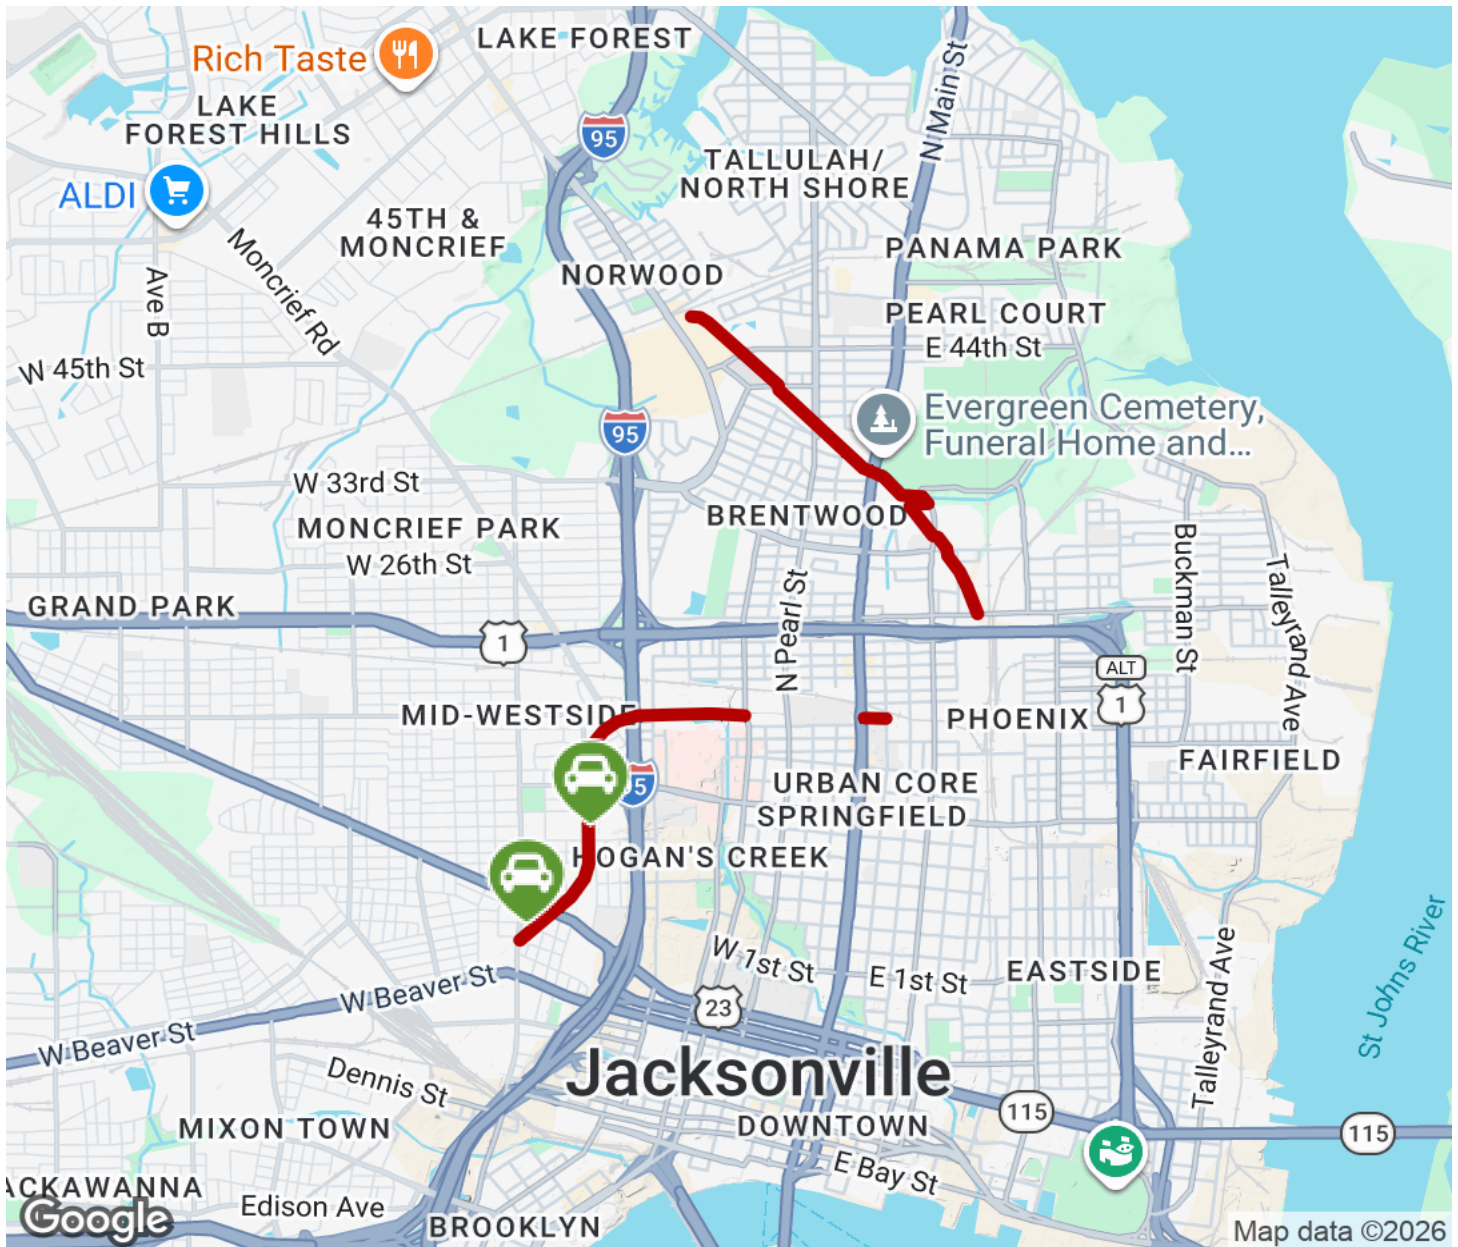 LAKE FOREST
Rich Taste
95
N Main St
LAKE
FOREST HILLS
TALLULAH/
NORTH SHORE
ALDI
45TH &
MONCRIEF
PANAMA PARK
Moncrief Rd
NORWOOD
Ave B
PEARL COURT
E 44th St
W 45th St
Evergreen Cemetery,
Funeral Home and...
95
W 33rd St
BRENTWOOD
MONCRIEF PARK
W 26th St
Buckman St
Talleyrand Ave
GRAND PARK
N Pearl St
1
ALT
1
MID-WESTSIDE
PHOENIX
FAIRFIELD
5
URBAN CORE
SPRINGFIELD
HOGAN'S CREEK
W 1st St
E 1st St
EASTSIDE
St Johns River
W Beaver St
23
Talleyrand Ave
W Beaver St
Jacksonville
Dennis St
115
MIXON TOWN
DOWNTOWN
115
E Bay St
ACKAWANNA
Edison Ave
BROOKLYN
Google
Map data ©2026